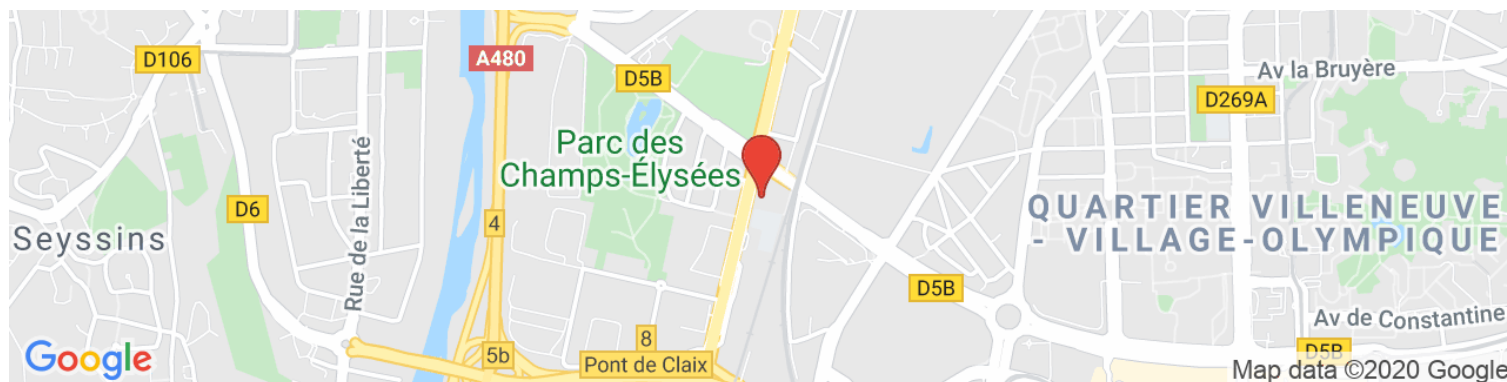 D106
A480
D5B
Av la Bruyère
D269A
Rue de la Liberté
Parc des
Champs-Élysées
D6
4
Seyssins
QUARTIER VILLENEUVE
- VILLAGE-OLYMPIQUE
D5B
Av de Constantine
8
5b
Pont de Claix
D5B
Google
Map data ©2020 Google